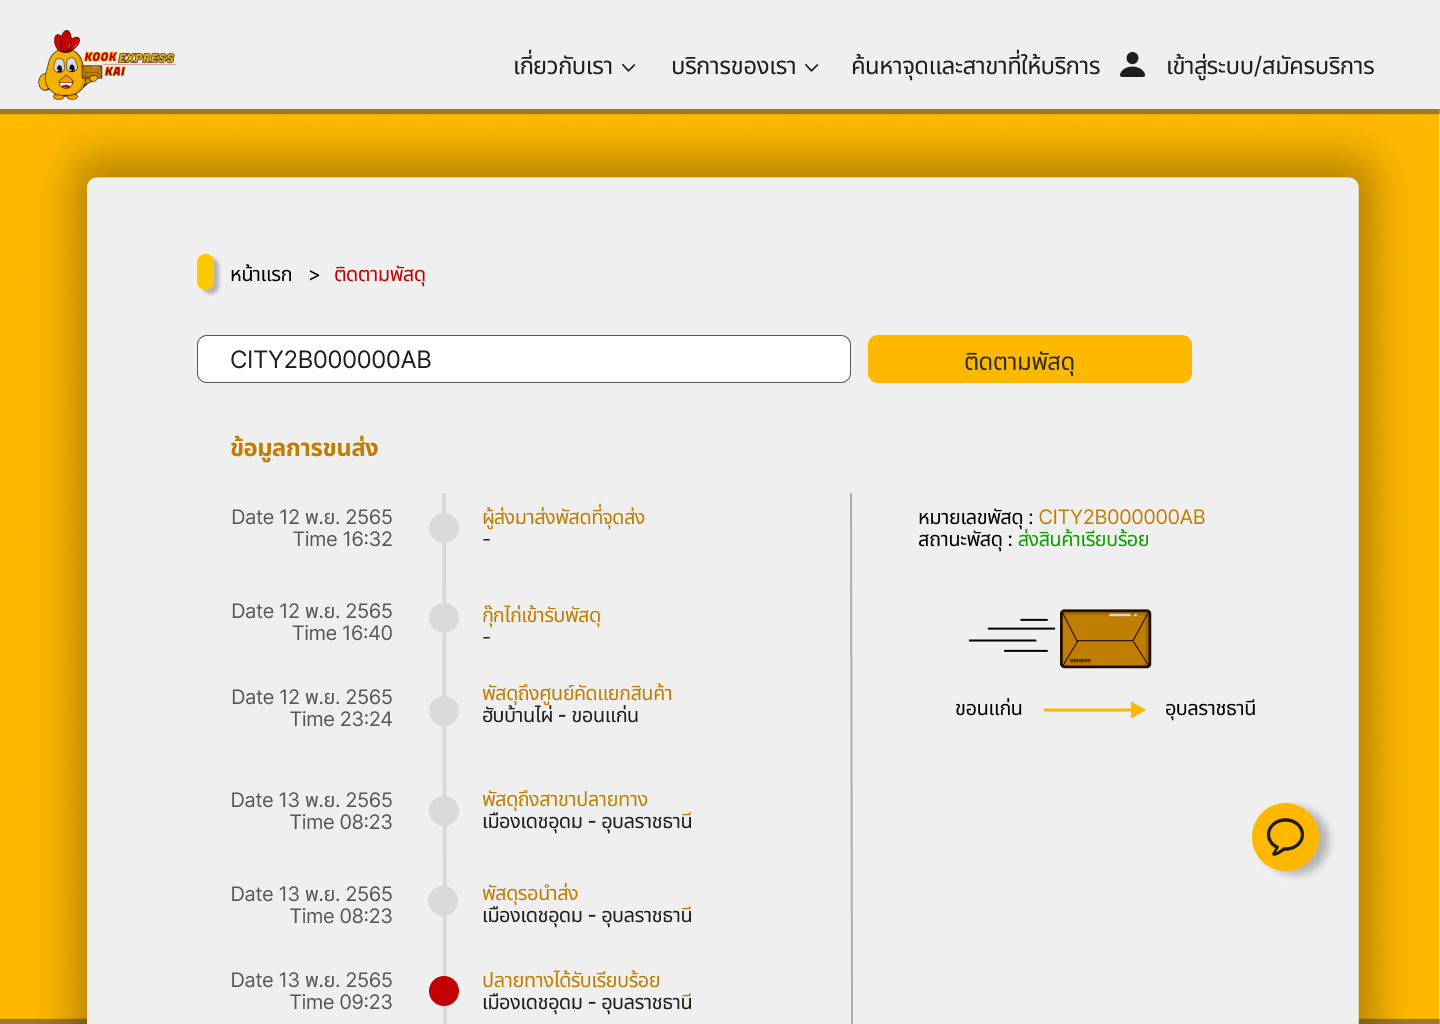 KOOK EXPRESS
KAI
เกี่ยวกับเรา
บริการของเรา
ค้นหาจุดและสาขาที่ให้บริการ
เข้าสู่ระบบ/สมัครบริการ
หน้าแรก > ติดตามพัสดุ
CITY2B000000AB
ติดตามพัสดุ
ข้อมูลการขนส่ง
Date 12 พ.ย. 2565
Time 16:32
ผู้ส่งมาส่งพัสดที่จุดส่ง
-
Date 12 พ.ย. 2565
Time 16:40
กุ๊กไก่เข้ารับพัสดุ
-
Date 12 พ.ย. 2565
Time 23:24
พัสดุถึงศูนย์คัดแยกสินค้า
ฮับบ้านไผ่ - ขอนแก่น
Date 13 พ.ย. 2565
Time 08:23
พัสดุถึงสาขาปลายทาง
เมืองเดชอุดม - อุบลราชธานี
Date 13 พ.ย. 2565
Time 08:23
พัสดุรอนำส่ง
เมืองเดชอุดม - อุบลราชธานี
Date 13 พ.ย. 2565
Time 09:23
ปลายทางได้รับเรียบร้อย
เมืองเดชอุดม - อุบลราชธานี
หมายเลขพัสดุ : CITY2B000000AB
สถานะพัสดุ : ส่งสินค้าเรียบร้อย
ขอนแก่น
อุบลราชธานี